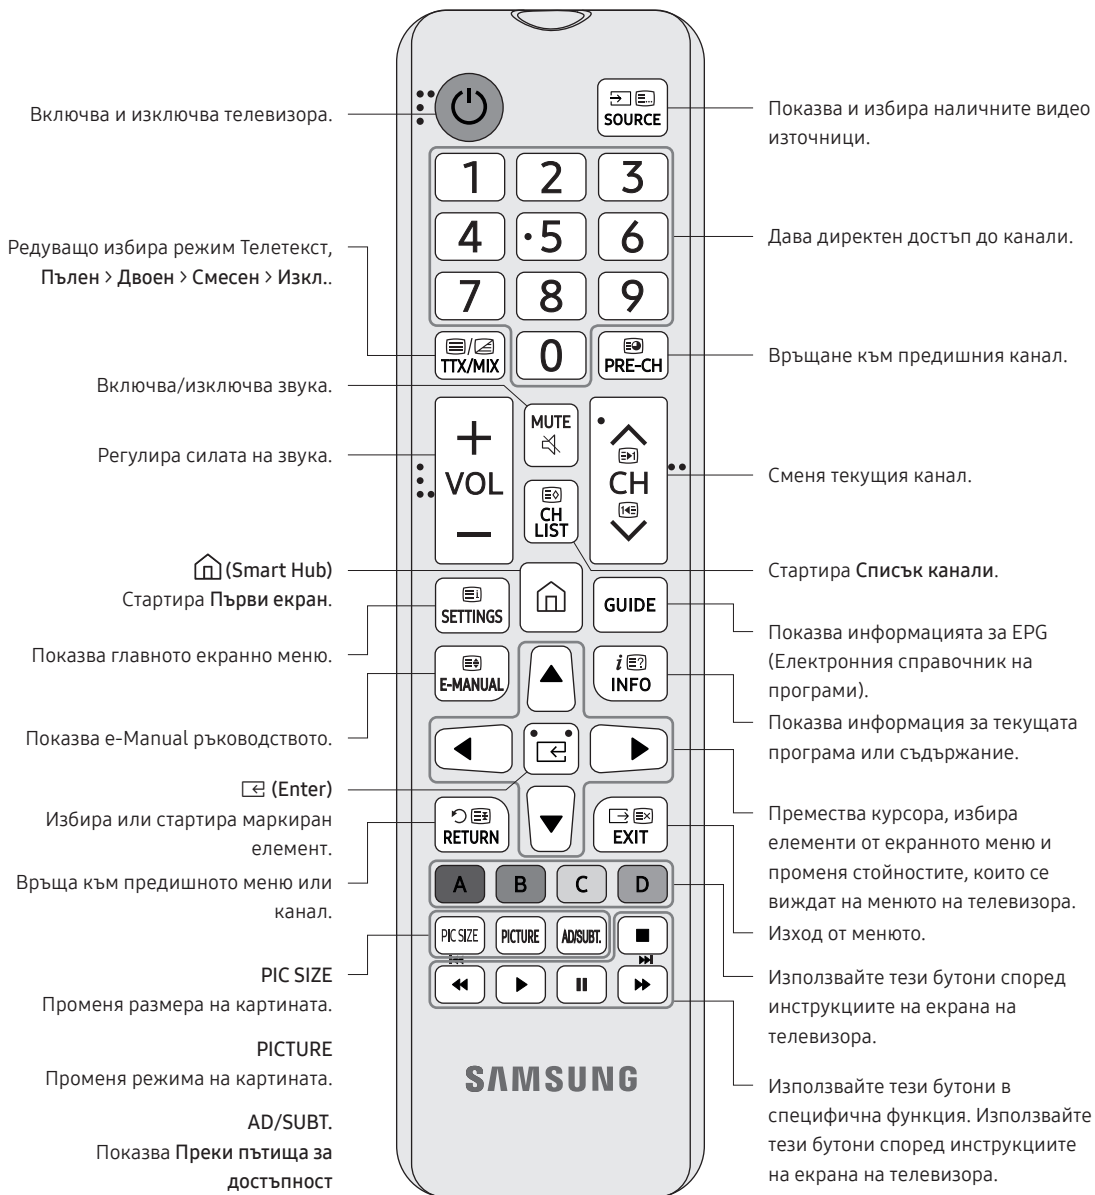 Включва и изключва телевизора.
SOURCE
Показва и избира наличните видео
източници.
1 2 3
4 5 6
7 8 9
0
Дава директен достъп до канали.
Редуващо избира режим Телетекст,
Пълен > Двоен > Смесен > Изкл..
TTX/MIX
PRE-CH
Връщане към предишния канал.
Включва/изключва звука.
MUTE
Регулира силата на звука.
+
VOL
—
CH
Сменя текущия канал.
CH
LIST
Стартира Списък канали.
(Smart Hub)
Стартира Първи екран.
SETTINGS
GUIDE
Показва главното екранно меню.
Показва информацията за EPG
(Електронния справочник на
програми).
E-MANUAL
i
INFO
Показва e-Manual ръководството.
Показва информация за текущата
програма или съдържание.
(Enter)
Избира или стартира маркиран
елемент.
Премества курсора, избира
елементи от екранното меню и
променя стойностите, които се
виждат на менюто на телевизора.
RETURN
EXIT
Връща към предишното меню или
канал.
Изход от менюто.
A B C D
Използвайте тези бутони според
инструкциите на екрана на
телевизора.
PIC SIZE PICTURE AD/SUBT.
PIC SIZE
Променя размера на картината.
PICTURE
Променя режима на картината.
AD/SUBT.
Показва Преки пътища за
достъпност
SAMSUNG
Използвайте тези бутони в
специфична функция. Използвайте
тези бутони според инструкциите
на екрана на телевизора.